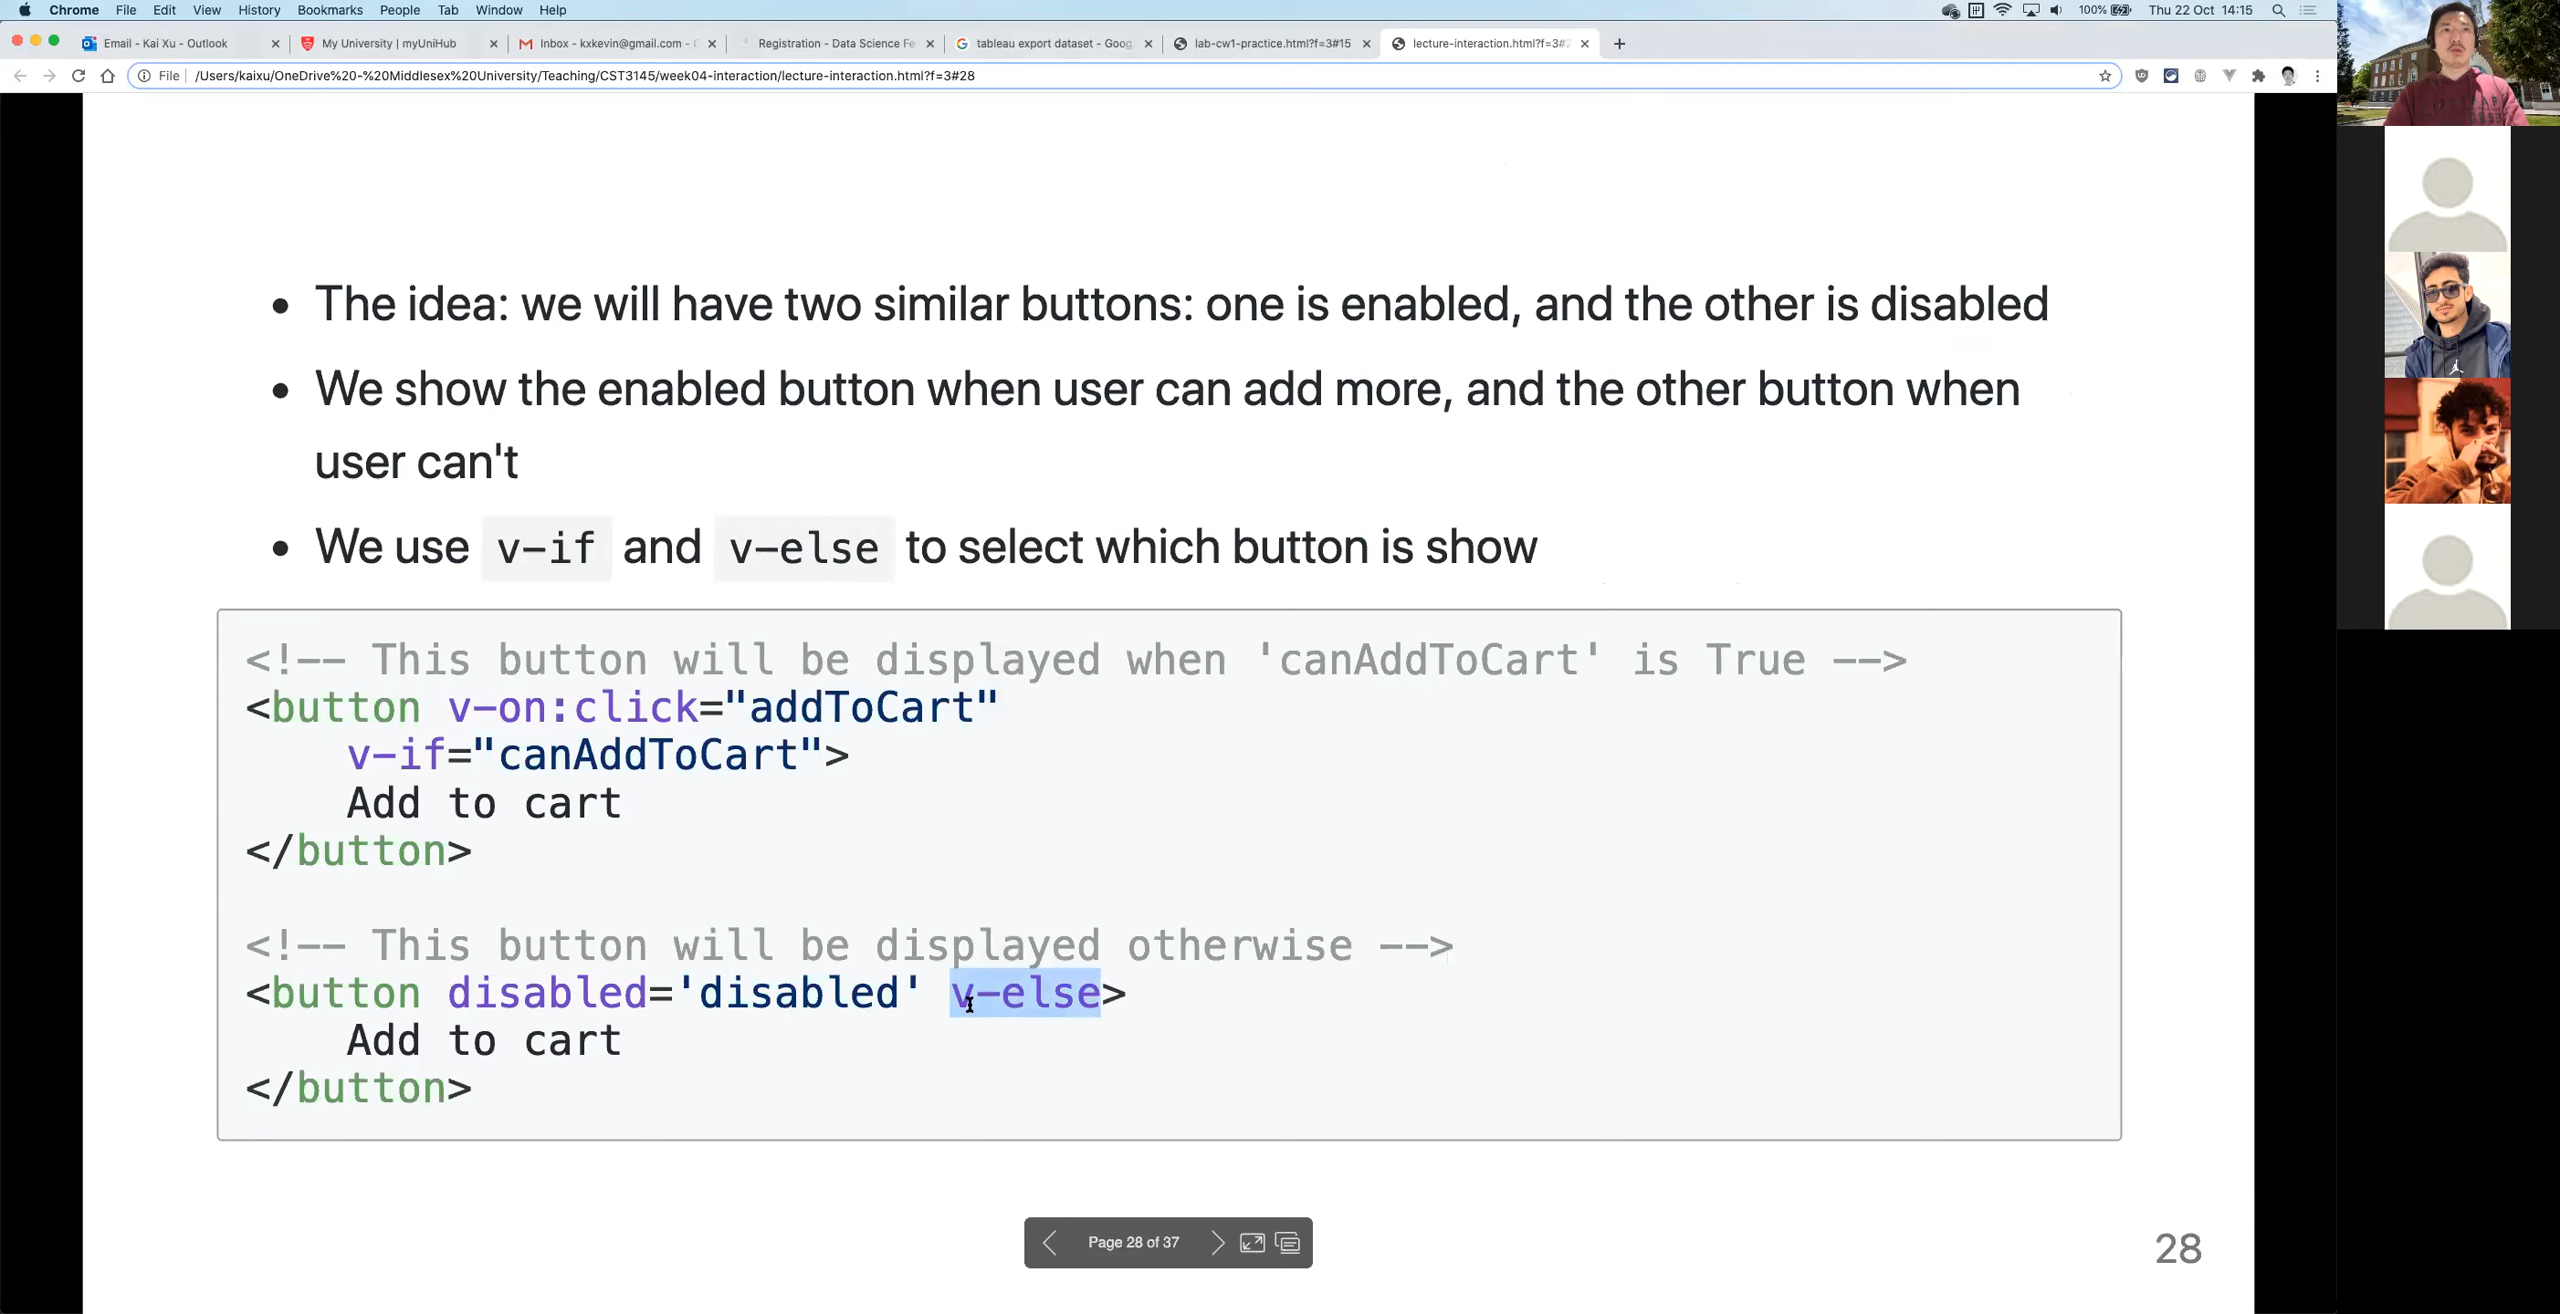 Chrome File Edit View History Bookmarks People Tab Window Help 100% Thu 22 Oct 14:15
Email - Kai Xu - Outlook
My University | myUniHub
Inbox - kxkevin@gmail.com -
Registration - Data Science Fe
tableau export dataset - Goog
lab-cw1-practice.html?f=3#15
lecture-interaction.html?f=3#2
File /Users/kaixu/OneDrive%20-%20Middlesex%20University/Teaching/CST3145/week04-interaction/lecture-interaction.html?f=3#28
• The idea: we will have two similar buttons: one is enabled, and the other is disabled
• We show the enabled button when user can add more, and the other button when
user can't
• We use v-if and v-else to select which button is show
<!-- This button will be displayed when 'canAddToCart' is True -->
<button v-on:click="addToCart"
v-if="canAddToCart">
Add to cart
</button>
<!-- This button will be displayed otherwise -->
<button disabled='disabled' v-else>
Add to cart
</button>
Page 28 of 37
28